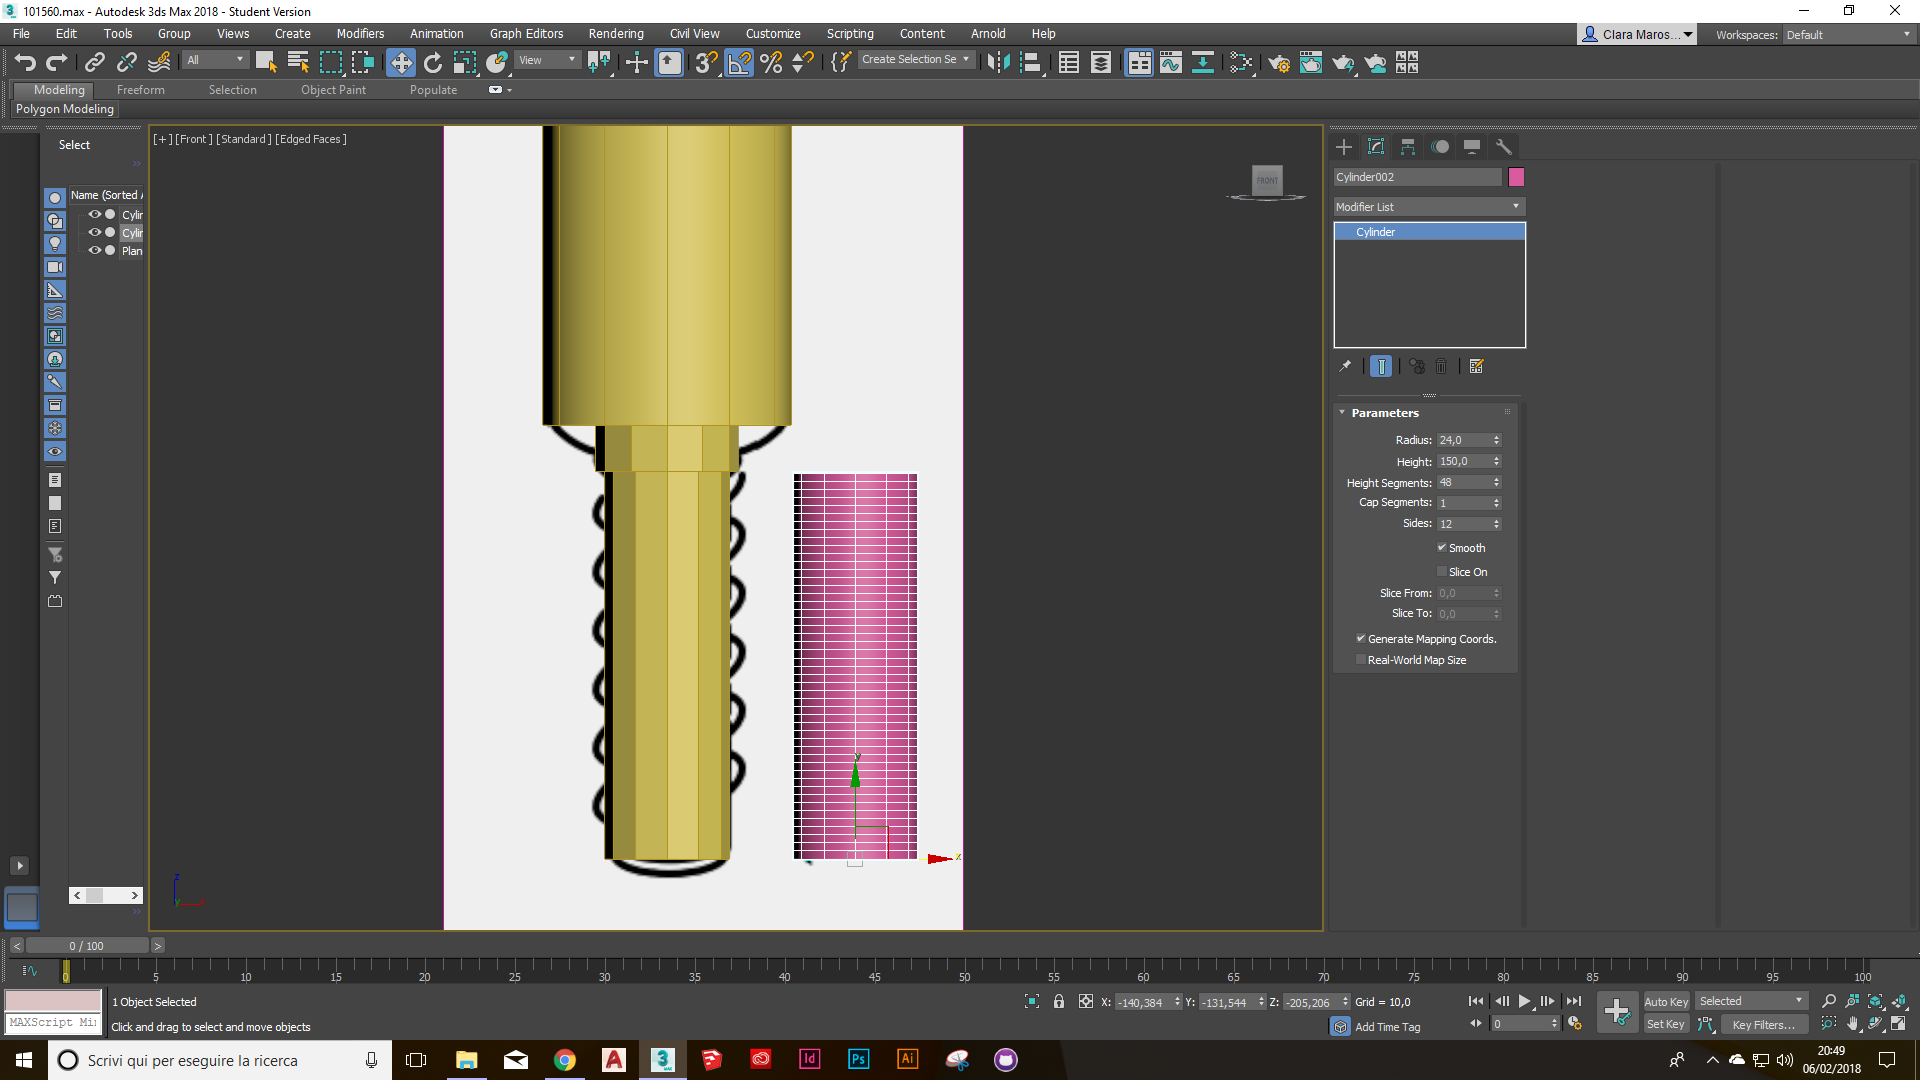 101560.max - Autodesk 3ds Max 2018 - Student Version
File Edit Tools Group Views Create Modifiers Animation Graph Editors Rendering Civil View Customize Scripting Content Arnold Help
Clara Maros... Workspaces: Default
All View Create Selection Se
Modeling Freeform Selection Object Paint Populate
Polygon Modeling
Select
Name (Sorted A
Cylin
Cylin
Plan
[+] [Front ] [Standard ] [Edged Faces ]
FRONT
y
x
z
y
Cylinder002
Modifier List
Cylinder
Parameters
Radius: 24,0
Height: 150,0
Height Segments: 48
Cap Segments: 1
Sides: 12
Smooth
Slice On
Slice From: 0,0
Slice To: 0,0
Generate Mapping Coords.
Real-World Map Size
< 0 / 100 >
0 5 10 15 20 25 30 35 40 45 50 55 60 65 70 75 80 85 90 95 100
1 Object Selected
X: -140,384 Y: -131,544 Z: -205,206 Grid = 10,0
Auto Key Selected
MAXScript Mi
Click and drag to select and move objects
Add Time Tag
0
Set Key Key Filters...
Scrivi qui per eseguire la ricerca
20:49
06/02/2018